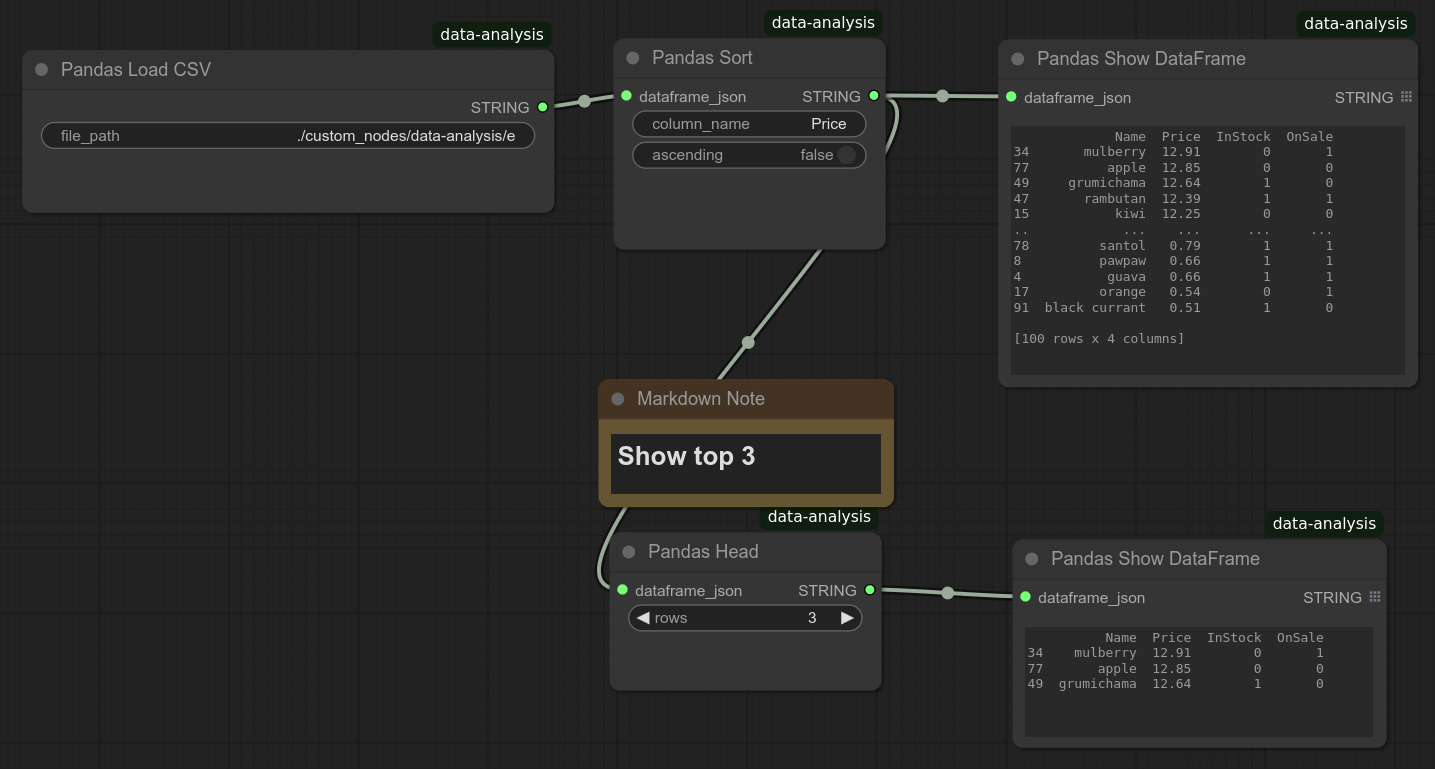 data-analysis
Pandas Load CSV
STRING
file_path ./custom_nodes/data-analysis/e
data-analysis
Pandas Sort
dataframe_json STRING
column_name Price
ascending false
data-analysis
Pandas Show DataFrame
dataframe_json STRING
Name Price InStock OnSale
34 mulberry 12.91 0 1
77 apple 12.85 0 0
49 grumichama 12.64 1 0
47 rambutan 12.39 1 1
15 kiwi 12.25 0 0
.. ... ... ... ...
78 santol 0.79 1 1
8 pawpaw 0.66 1 1
4 guava 0.66 1 1
17 orange 0.54 0 1
91 black currant 0.51 1 0
[100 rows x 4 columns]
Markdown Note
Show top 3
data-analysis
Pandas Head
dataframe_json STRING
rows 3
data-analysis
Pandas Show DataFrame
dataframe_json STRING
Name Price InStock OnSale
34 mulberry 12.91 0 1
77 apple 12.85 0 0
49 grumichama 12.64 1 0